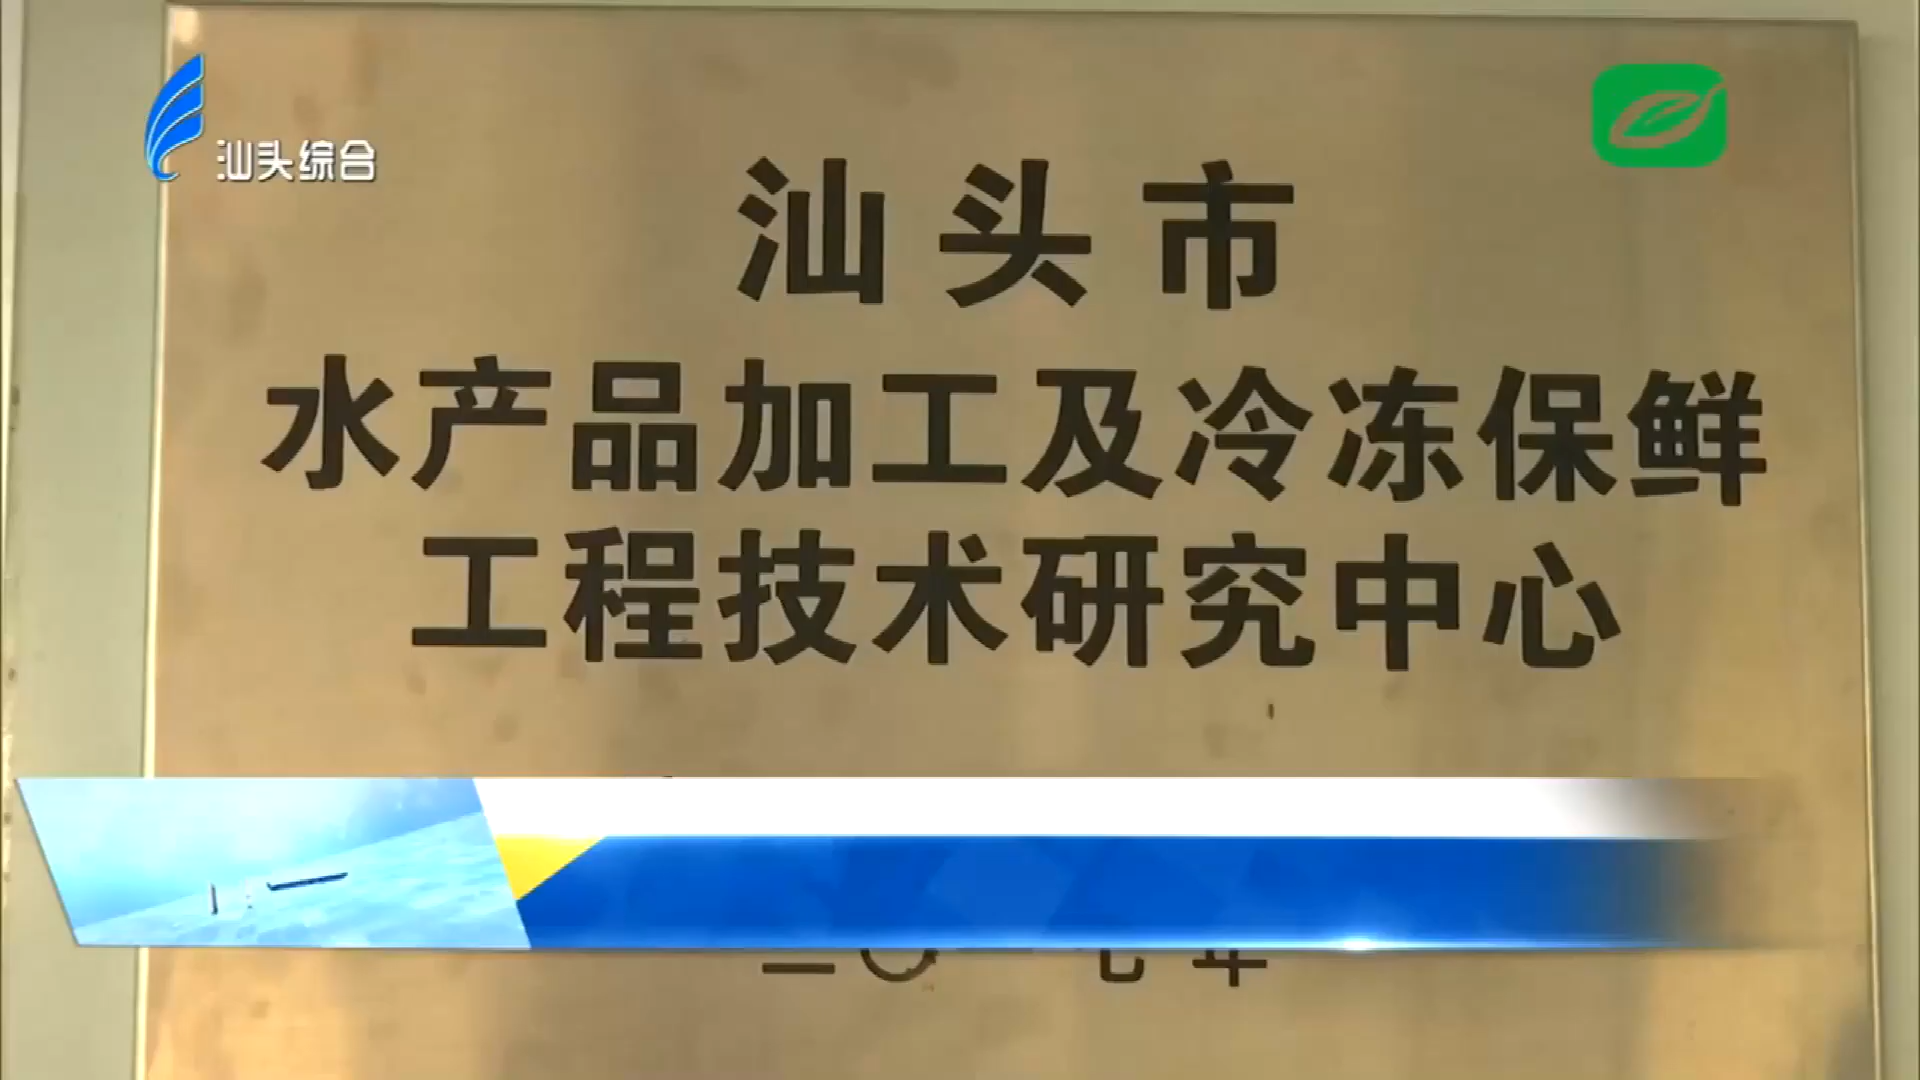 汕头综合
汕头市
水产品加工及冷冻保鲜
工程技术研究中心